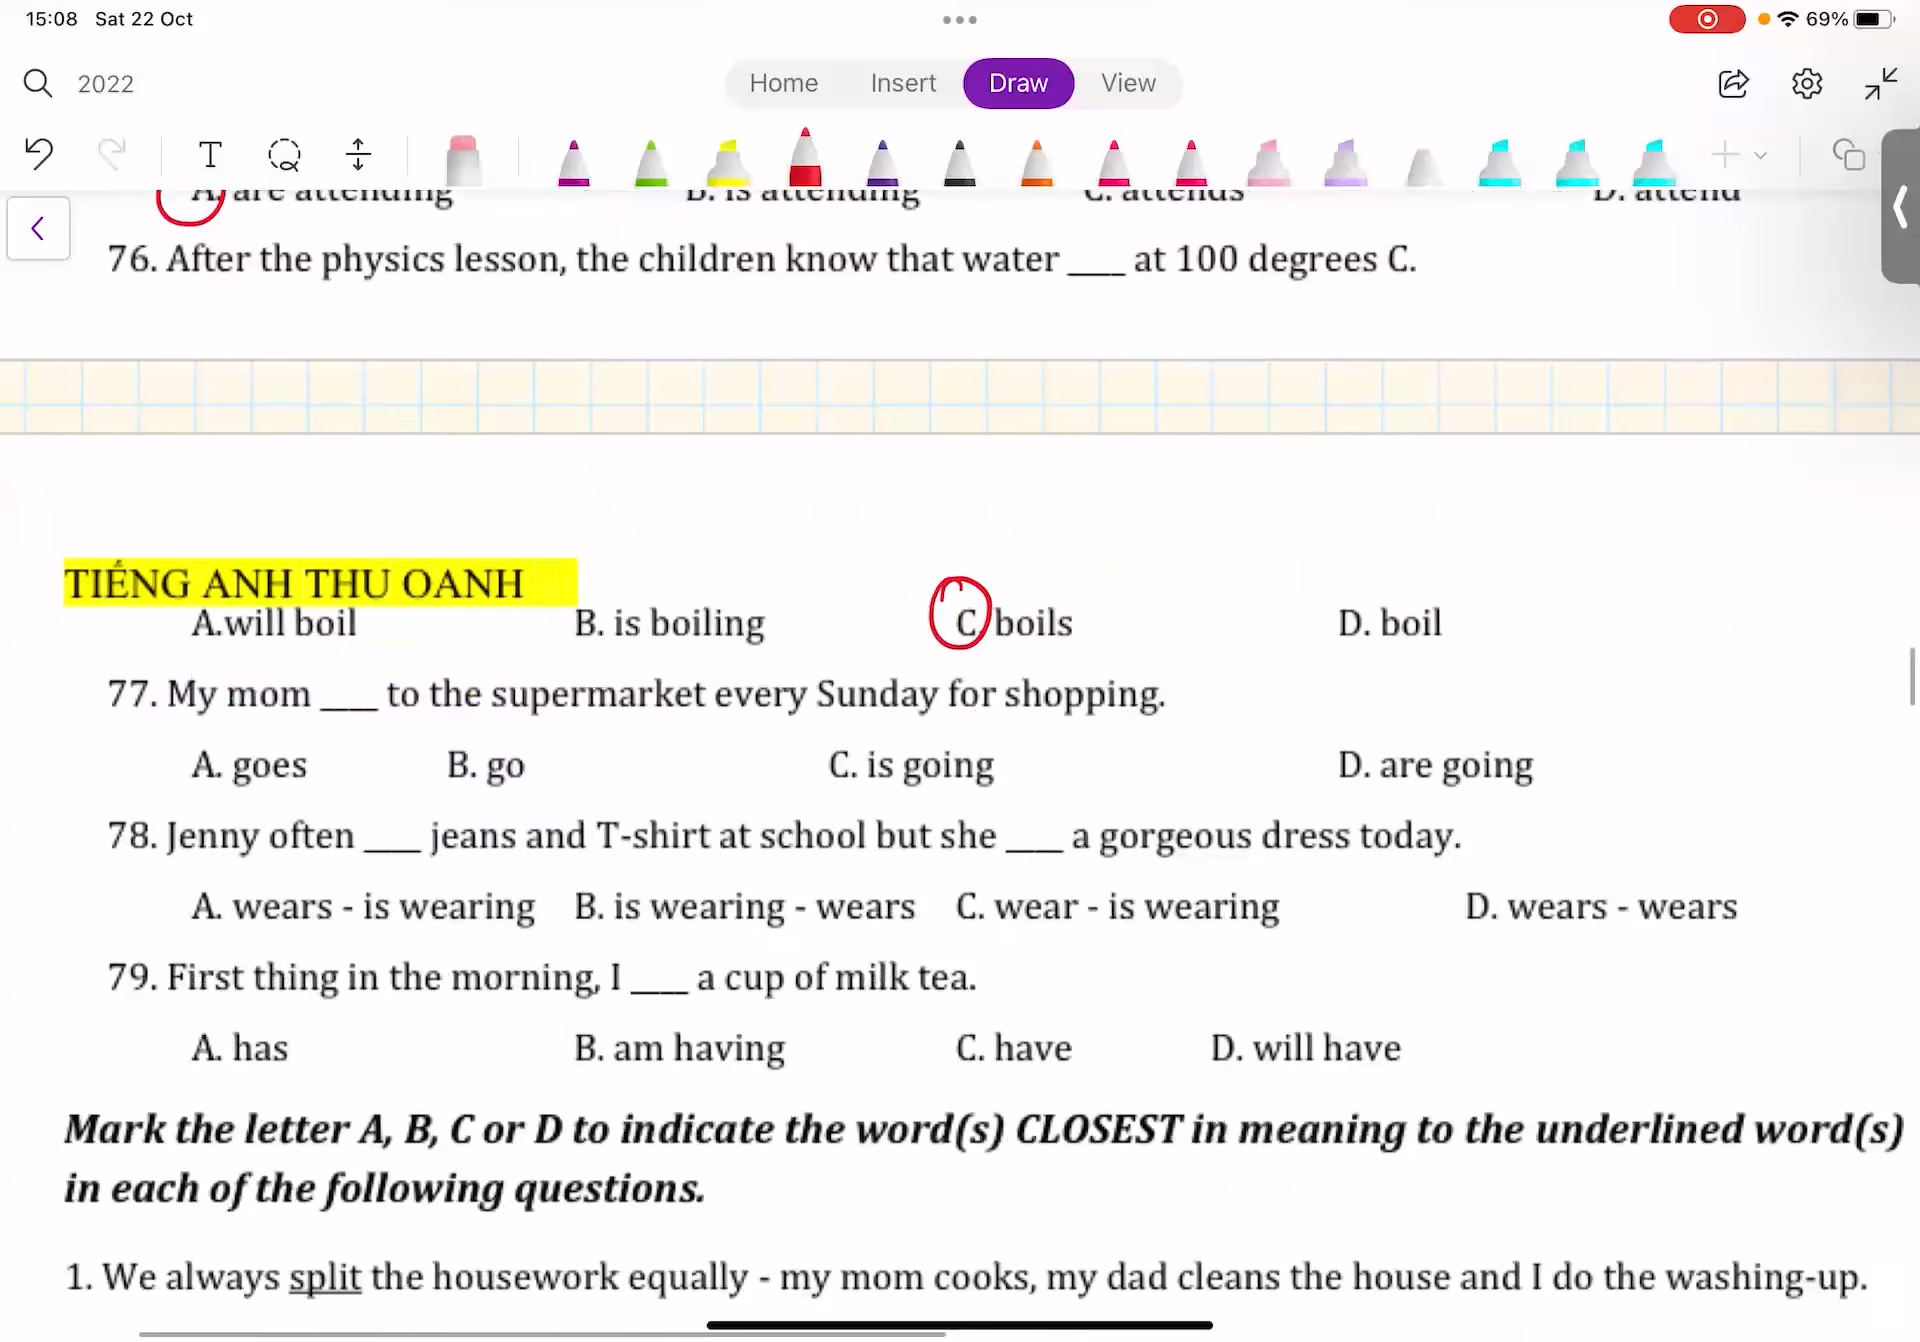 15:08 Sat 22 Oct
69%
2022
Home Insert Draw View
T
A. are attending B. is attending C. attends D. attend
76. After the physics lesson, the children know that water ___ at 100 degrees C.
TIẾNG ANH THU OANH
A.will boil B. is boiling C. boils D. boil
77. My mom ___ to the supermarket every Sunday for shopping.
A. goes B. go C. is going D. are going
78. Jenny often ___ jeans and T-shirt at school but she ___ a gorgeous dress today.
A. wears - is wearing B. is wearing - wears C. wear - is wearing D. wears - wears
79. First thing in the morning, I ___ a cup of milk tea.
A. has B. am having C. have D. will have
Mark the letter A, B, C or D to indicate the word(s) CLOSEST in meaning to the underlined word(s)
in each of the following questions.
1. We always split the housework equally - my mom cooks, my dad cleans the house and I do the washing-up.